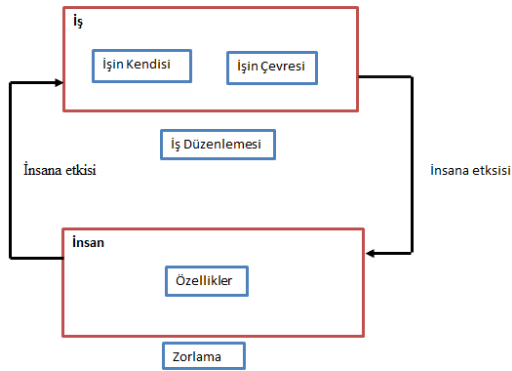 İş
İşin Kendisi
İşin Çevresi
İş Düzenlemesi
İnsana etkisi
İnsana etksisi
İnsan
Özellikler
Zorlama